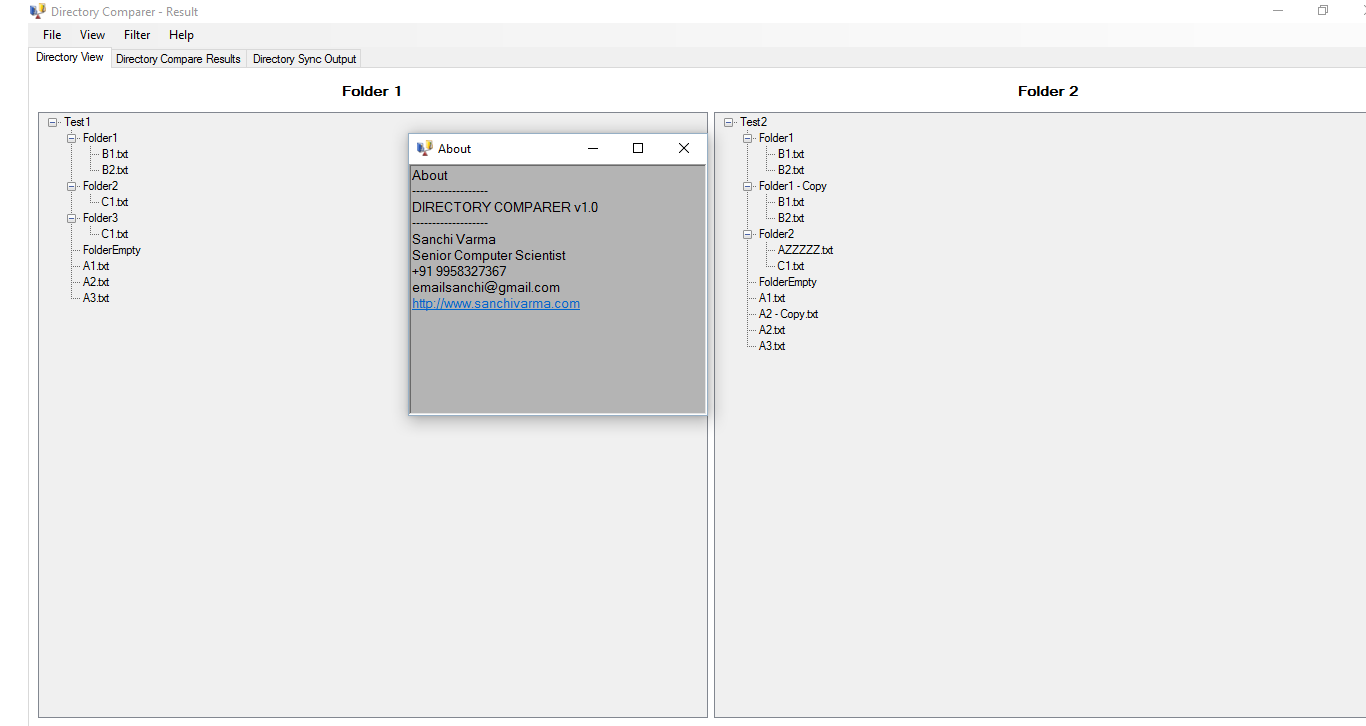 Directory Comparer - Result
File View Filter Help
Directory View Directory Compare Results Directory Sync Output
Folder 1
Test1
Folder1
B1.txt
B2.txt
Folder2
C1.txt
Folder3
C1.txt
FolderEmpty
A1.txt
A2.txt
A3.txt
About
About
-------------------
DIRECTORY COMPARER v1.0
-------------------
Sanchi Varma
Senior Computer Scientist
+91 9958327367
emailsanchi@gmail.com
http://www.sanchivarma.com
Folder 2
Test2
Folder1
B1.txt
B2.txt
Folder1 - Copy
B1.txt
B2.txt
Folder2
AZZZZZ.txt
C1.txt
FolderEmpty
A1.txt
A2 - Copy.txt
A2.txt
A3.txt